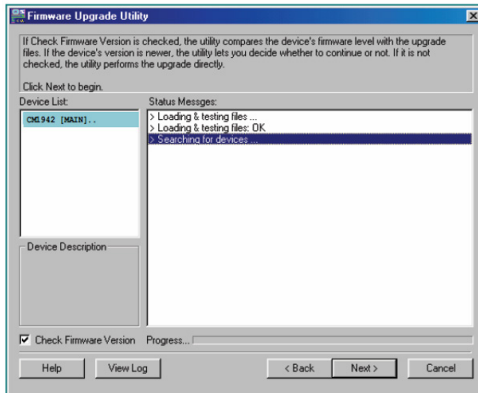 Firmware Upgrade Utility
If Check Firmware Version is checked, the utility compares the device's firmware level with the upgrade
files. If the device's version is newer, the utility lets you decide whether to continue or not. If it is not
checked, the utility performs the upgrade directly.
Click Next to begin.
Device List:
Status Messges:
CM1942 [MAIN]..
> Loading & testing files ...
> Loading & testing files: OK
> Searching for devices ...
Device Description
Check Firmware Version
Progress...
Help
View Log
< Back
Next >
Cancel